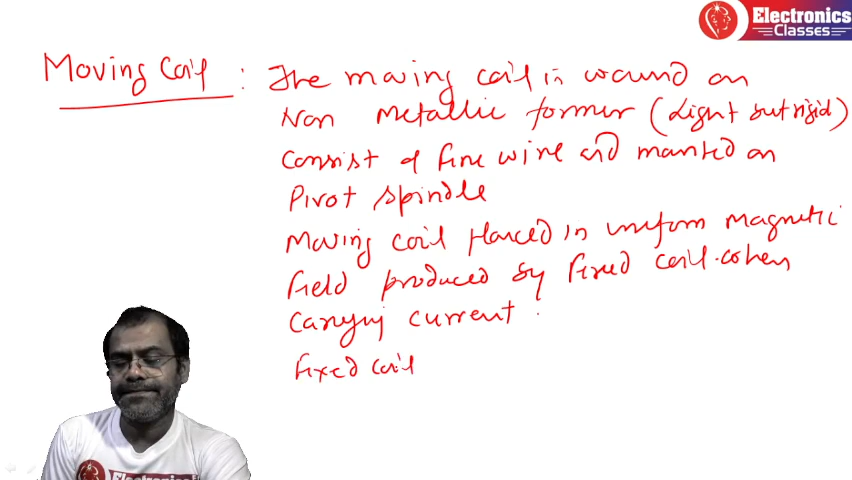 Electronics
Classes
Moving Coil : The moving coil is wound on
Non metallic former (Light but rigid)
Consist of fine wire and mounted on
Pivot spindle
Moving coil placed in uniform magnetic
field produced by fixed coil when
Carrying current.
fixed coil
Electronics